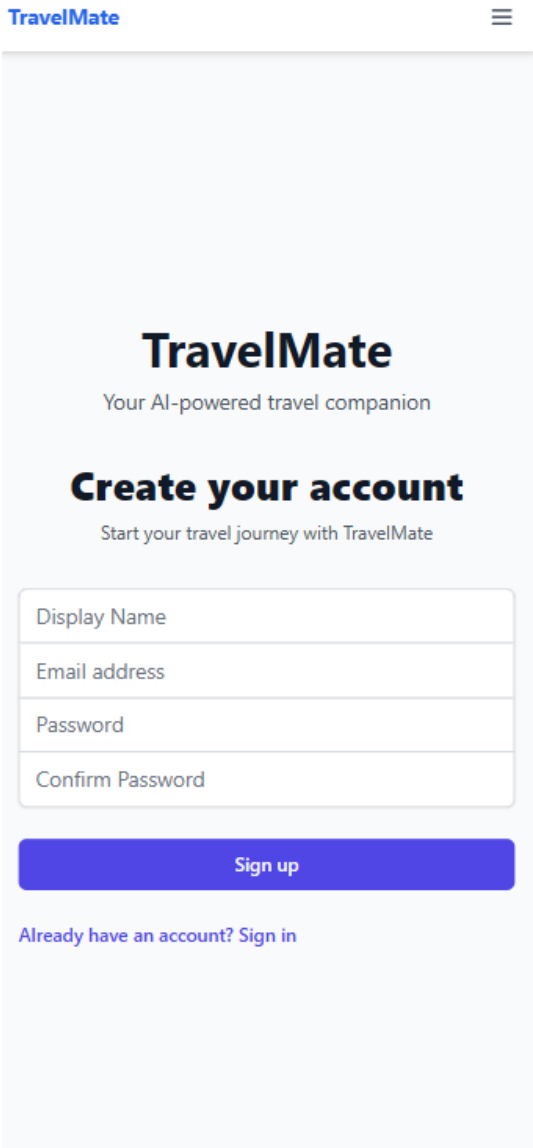 TravelMate
TravelMate
Your AI-powered travel companion
Create your account
Start your travel journey with TravelMate
Display Name
Email address
Password
Confirm Password
Sign up
Already have an account? Sign in